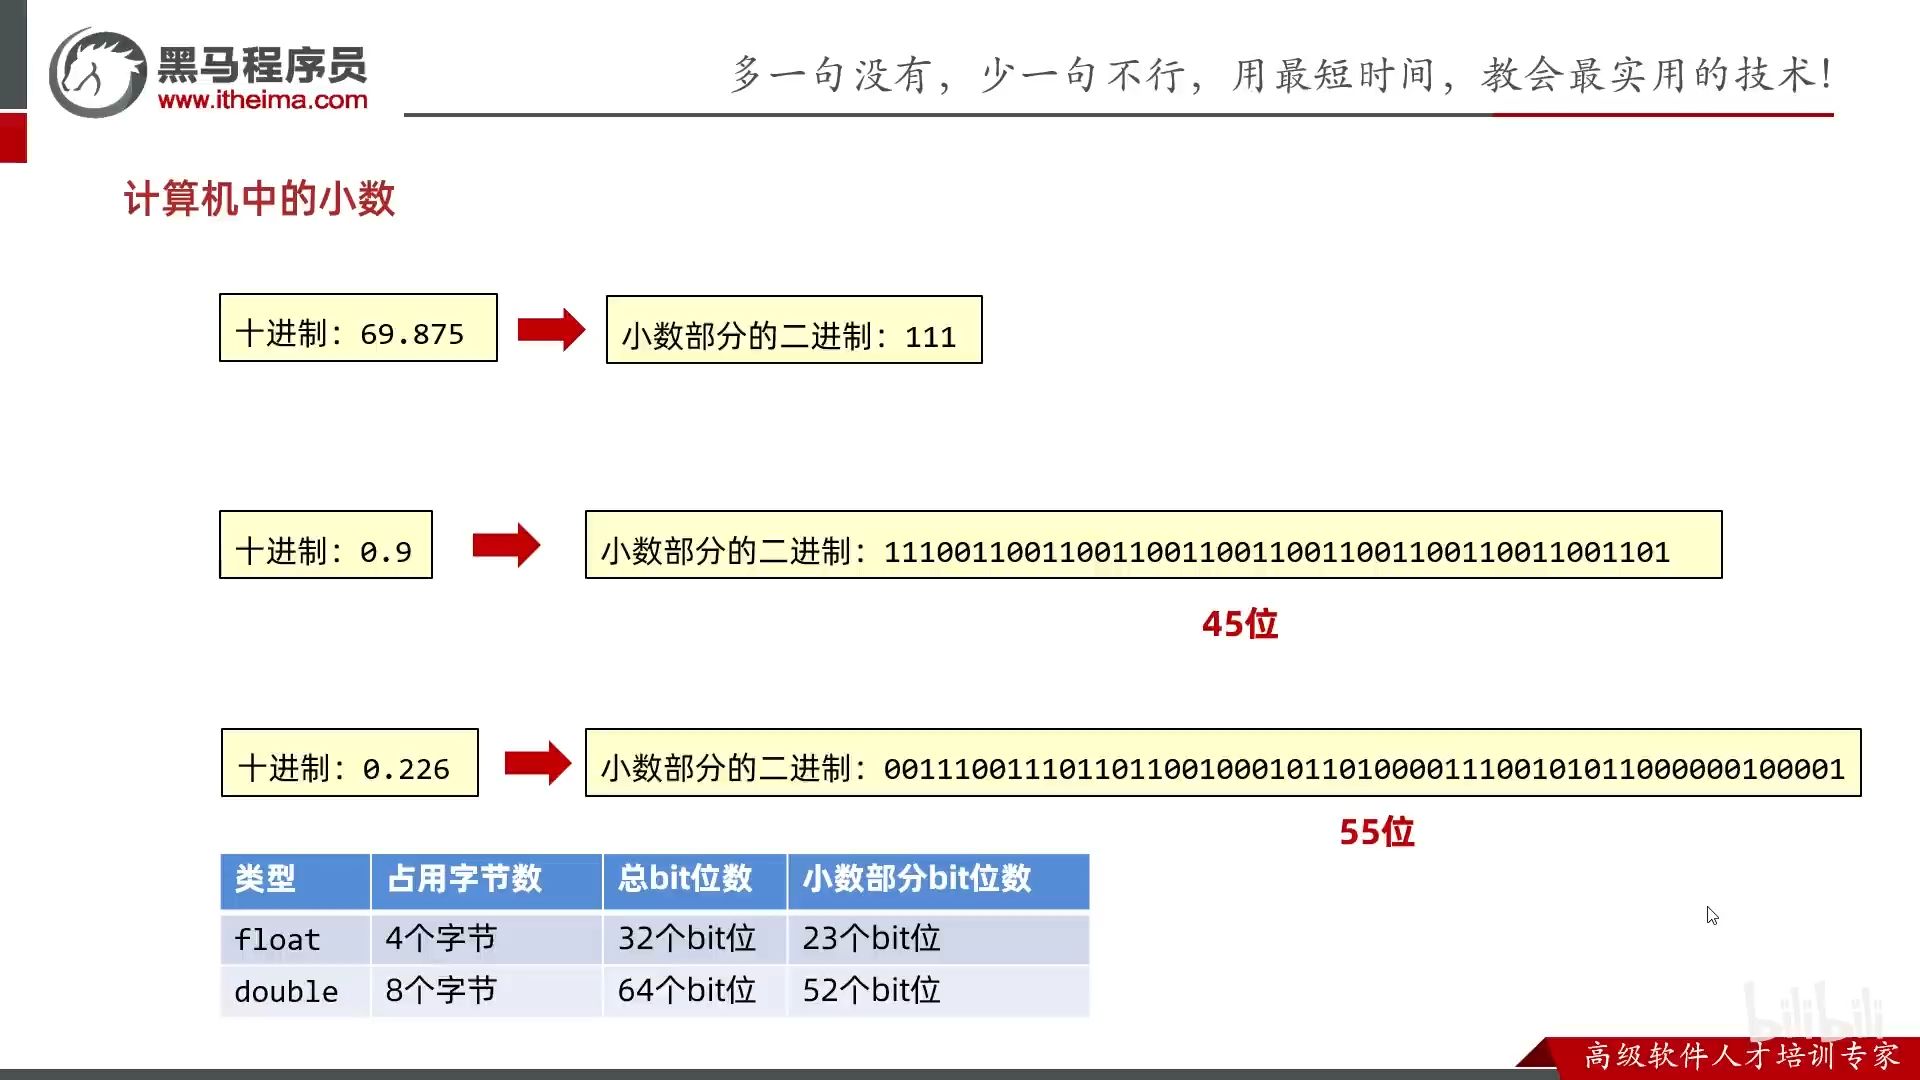 黑马程序员
www.itheima.com
多一句没有，少一句不行，用最短时间，教会最实用的技术！
计算机中的小数
十进制：69.875
小数部分的二进制：111
十进制：0.9
小数部分的二进制：111001100110011001100110011001100110011001101
45位
十进制：0.226
小数部分的二进制：0011100111011011001000101101000011100101011000000100001
55位
类型 占用字节数 总bit位数 小数部分bit位数
float 4个字节 32个bit位 23个bit位
double 8个字节 64个bit位 52个bit位
bilibili
高级软件人才培训专家